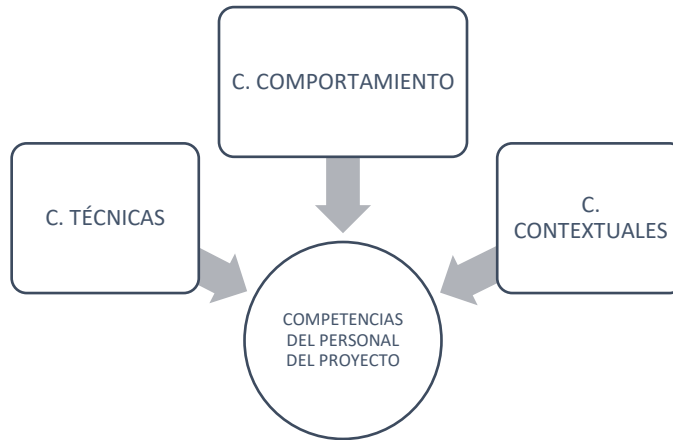 C. COMPORTAMIENTO
C. TÉCNICAS
C.
CONTEXTUALES
COMPETENCIAS
DEL PERSONAL
DEL PROYECTO